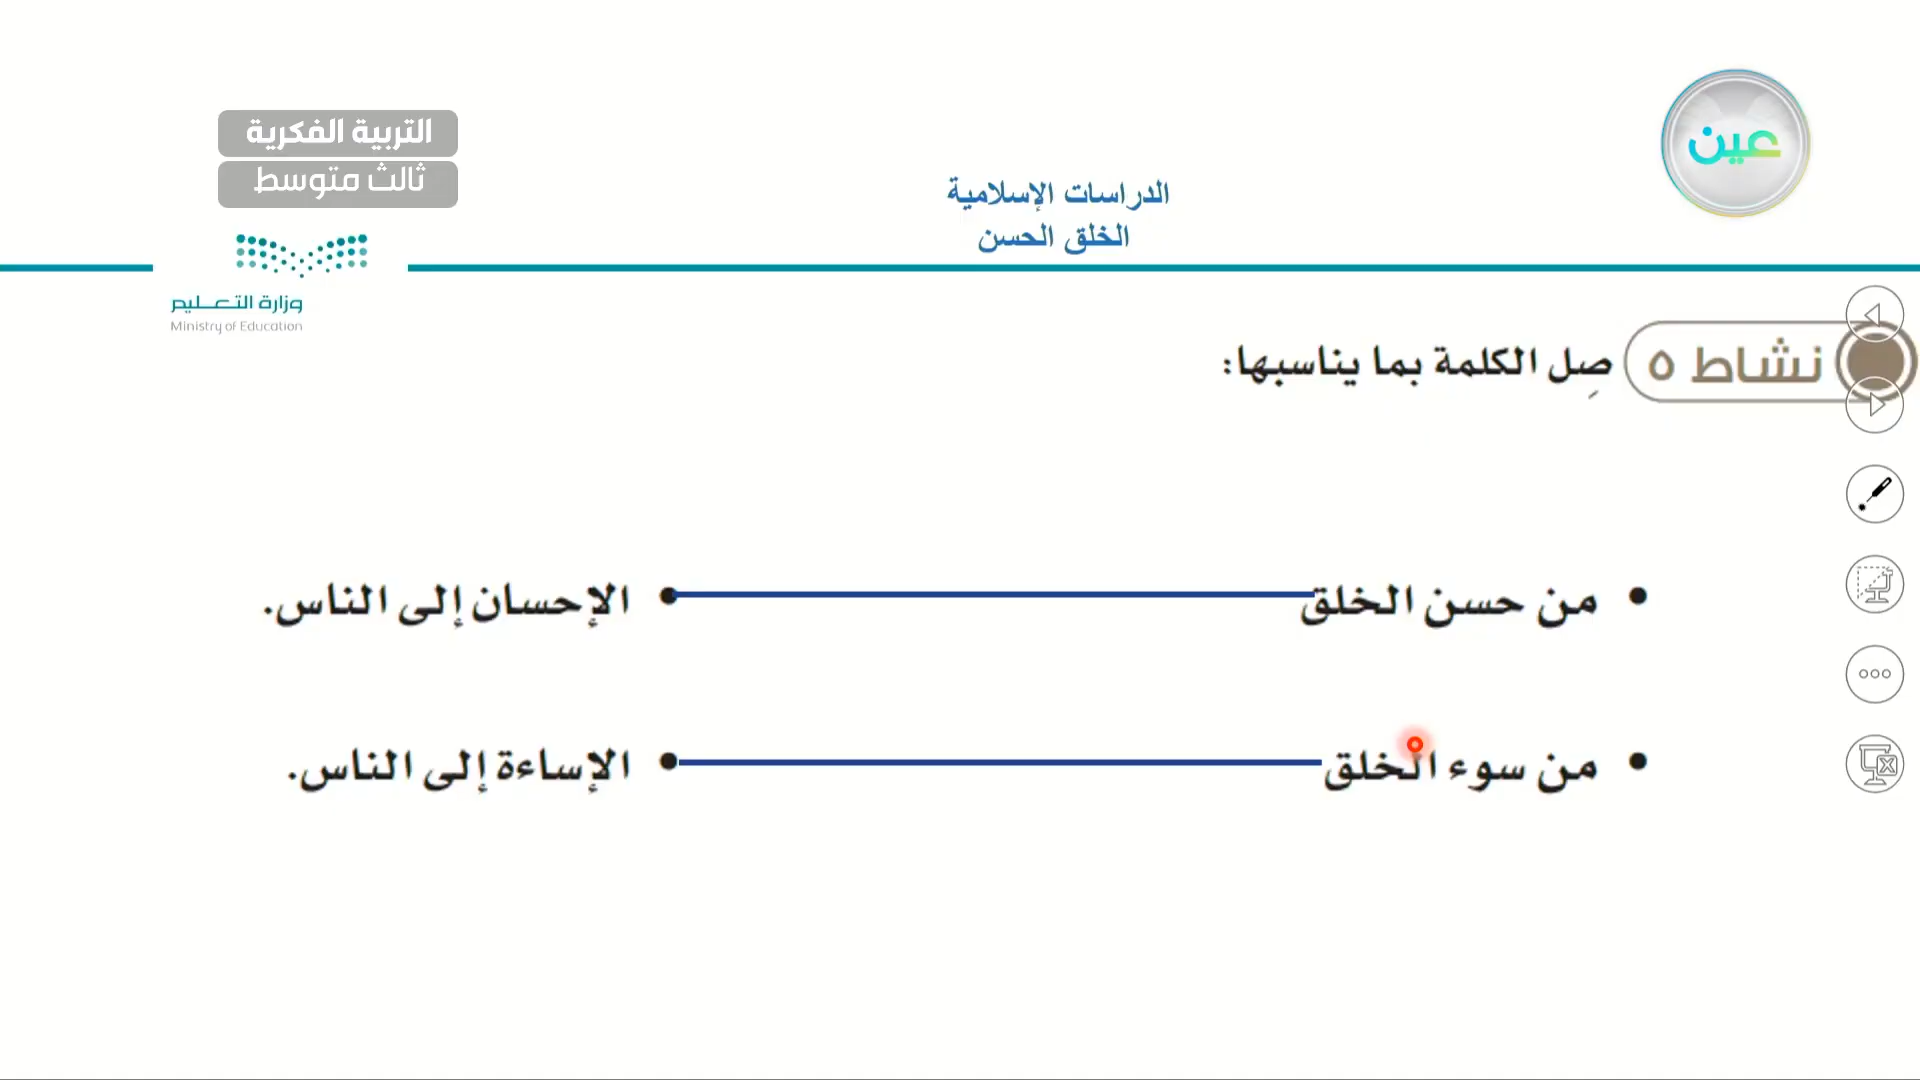 عين
التربية الفكرية
ثالث متوسط
الدراسات الإسلامية
الخلق الحسن
وزارة التعليم
Ministry of Education
نشاط ٥ صِل الكلمة بما يناسبها:
• من حسن الخلق • الإحسان إلى الناس.
• من سوء الخلق • الإساءة إلى الناس.